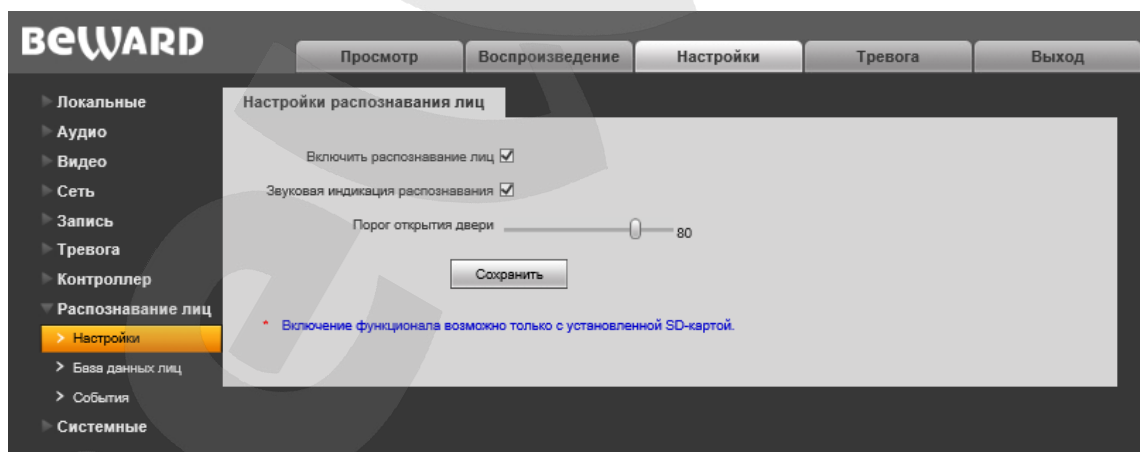 BEWARD
Просмотр Воспроизведение Настройки Тревога Выход
Локальные
Аудио
Видео
Сеть
Запись
Тревога
Контроллер
Распознавание лиц
> Настройки
> База данных лиц
> События
Системные
Настройки распознавания лиц
Включить распознавание лиц
Звуковая индикация распознавания
Порог открытия двери 80
Сохранить
* Включение функционала возможно только с установленной SD-картой.